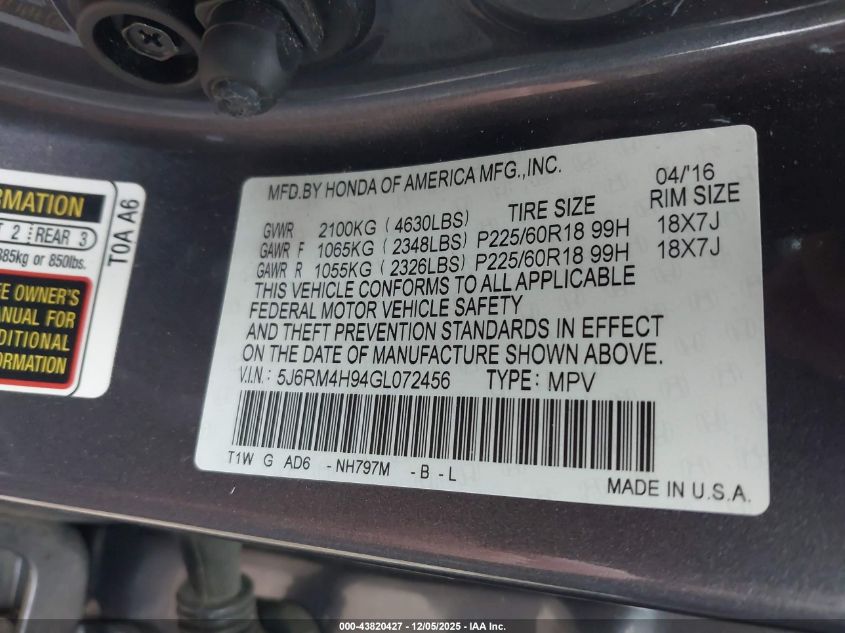 MFD.BY HONDA OF AMERICA MFG.,INC. 04/'16
TIRE SIZE RIM SIZE
GVWR 2100KG (4630LBS)
GAWR F 1065KG (2348LBS) P225/60R18 99H 18X7J
GAWR R 1055KG (2326LBS) P225/60R18 99H 18X7J
THIS VEHICLE CONFORMS TO ALL APPLICABLE
FEDERAL MOTOR VEHICLE SAFETY
AND THEFT PREVENTION STANDARDS IN EFFECT
ON THE DATE OF MANUFACTURE SHOWN ABOVE.
V.I.N.: 5J6RM4H94GL072456 TYPE: MPV
T1W G AD6 -NH797M -B -L
MADE IN U.S.A.
2 REAR 3
385kg or 850lbs.
OWNER'S
FOR
T0A A6
000-43820427 - 12/05/2025 - IAA Inc.